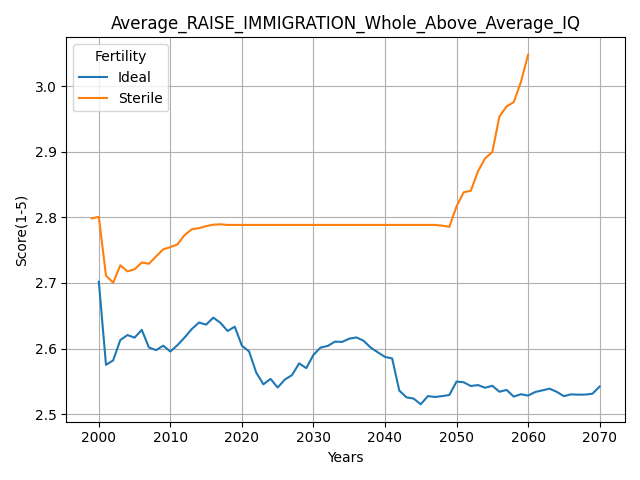 Average_RAISE_IMMIGRATION_Whole_Above_Average_IQ
Fertility
Ideal
Sterile
Score(1-5)
3.0
2.9
2.8
2.7
2.6
2.5
2000 2010 2020 2030 2040 2050 2060 2070
Years